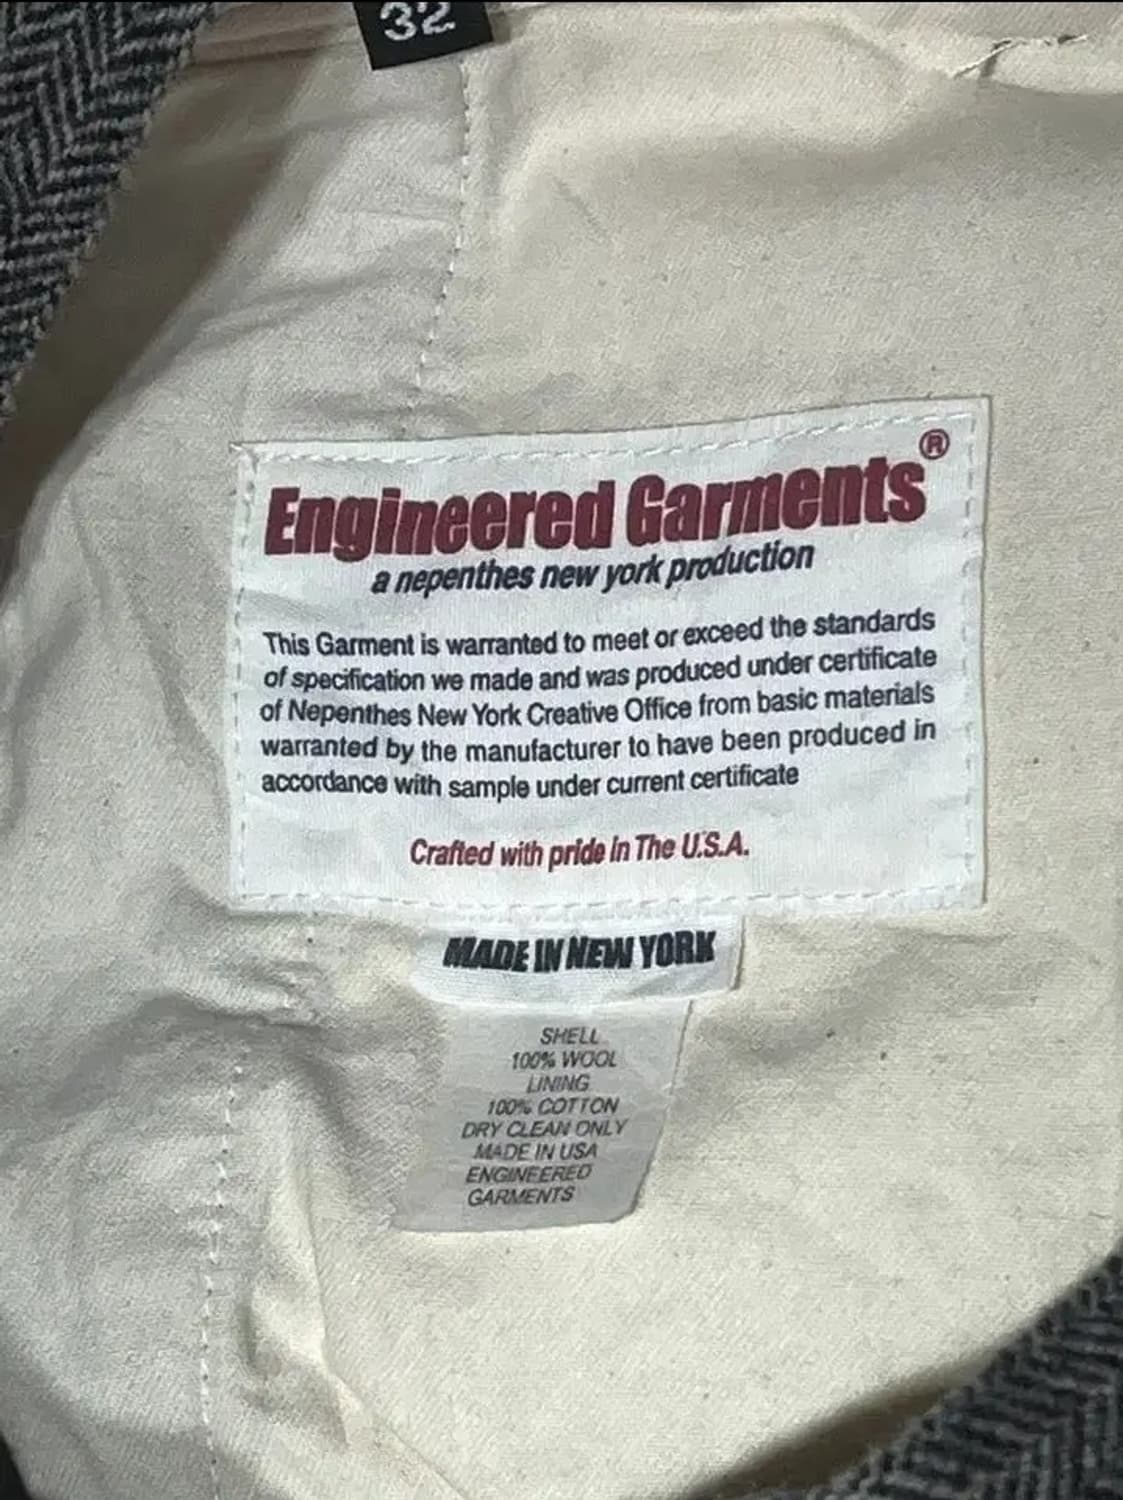 32
Engineered Garments®
a nepenthes new york production
This Garment is warranted to meet or exceed the standards
of specification we made and was produced under certificate
of Nepenthes New York Creative Office from basic materials
warranted by the manufacturer to have been produced in
accordance with sample under current certificate
Crafted with pride in The U.S.A.
MADE IN NEW YORK
SHELL
100% WOOL
LINING
100% COTTON
DRY CLEAN ONLY
MADE IN USA
ENGINEERED
GARMENTS